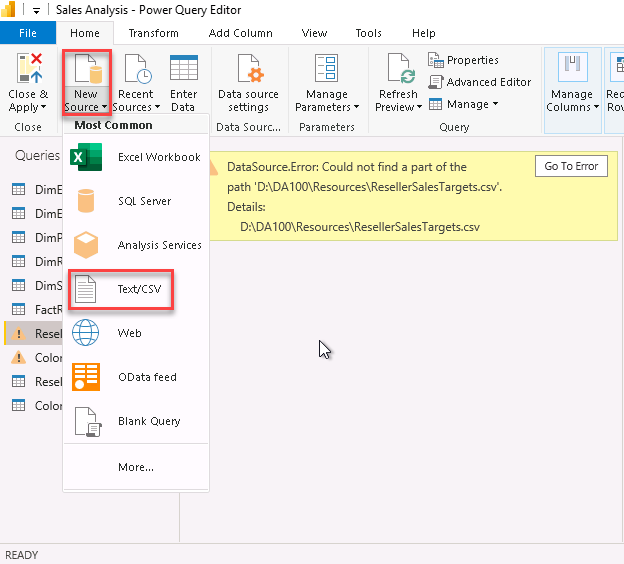 Sales Analysis - Power Query Editor
File Home Transform Add Column View Tools Help
Close & Apply
New Source
Recent Sources
Enter Data
Data source settings
Manage Parameters
Refresh Preview
Properties
Advanced Editor
Manage
Manage Columns
Close
Data Sourc...
Parameters
Query
Most Common
Excel Workbook
SQL Server
Analysis Services
Text/CSV
Web
OData feed
Blank Query
More...
Queries
DimE
DimE
DimP
DimR
DimS
FactR
Resel
Color
Resel
Color
DataSource.Error: Could not find a part of the
path 'D:\DA100\Resources\ResellerSalesTargets.csv'.
Details:
D:\DA100\Resources\ResellerSalesTargets.csv
Go To Error
READY